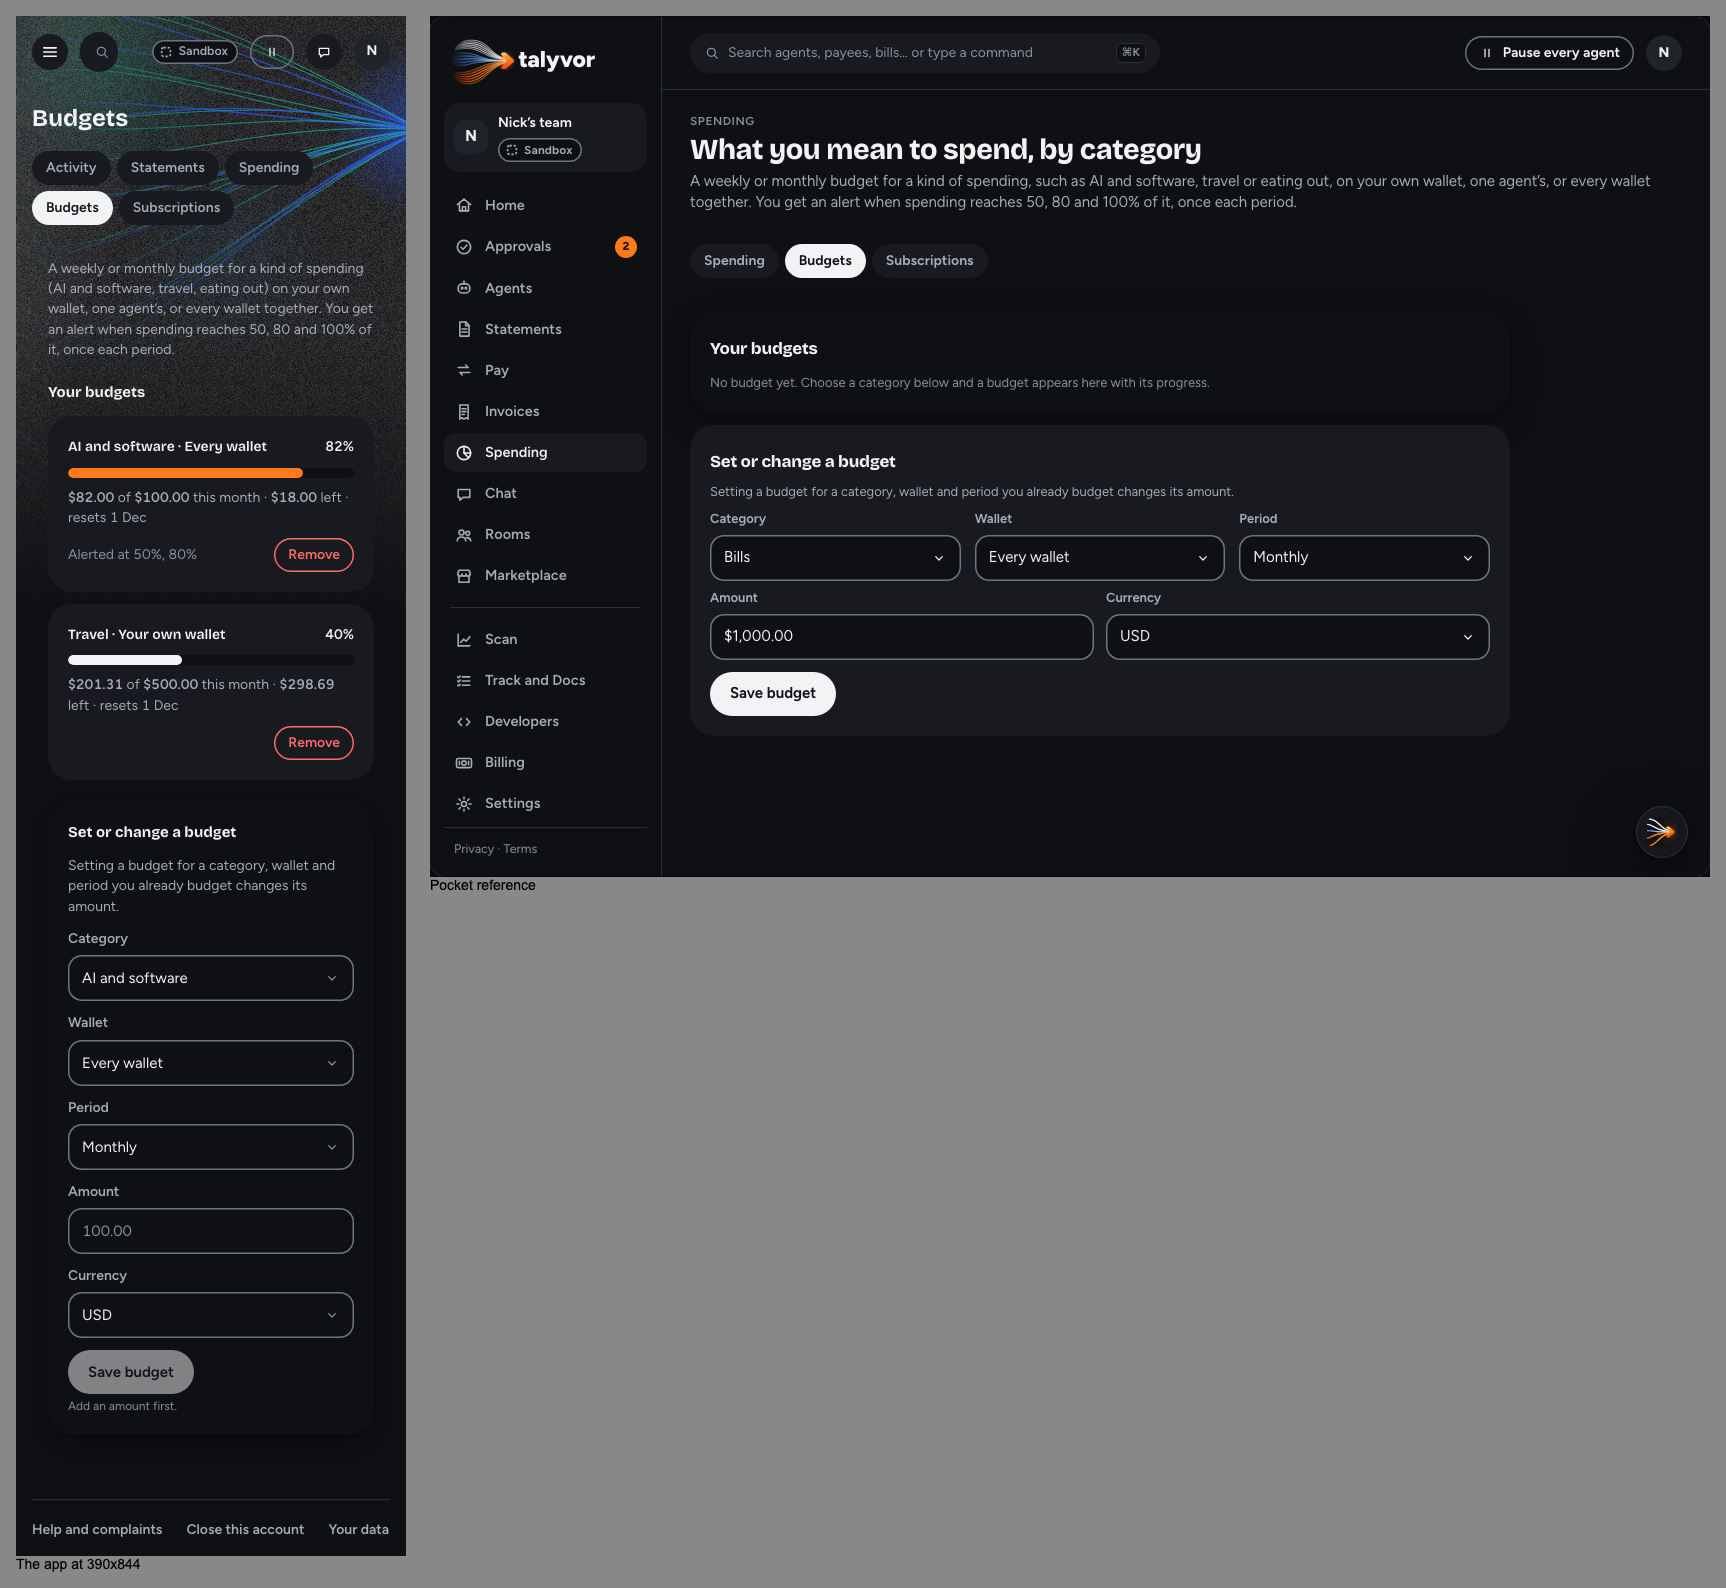 Sandbox
N
Budgets
Activity
Statements
Spending
Budgets
Subscriptions
A weekly or monthly budget for a kind of spending
(AI and software, travel, eating out) on your own
wallet, one agent's, or every wallet together. You get
an alert when spending reaches 50, 80 and 100% of
it, once each period.
Your budgets
AI and software · Every wallet 82%
$82.00 of $100.00 this month · $18.00 left ·
resets 1 Dec
Alerted at 50%, 80%
Remove
Travel · Your own wallet 40%
$201.31 of $500.00 this month · $298.69
left · resets 1 Dec
Remove
Set or change a budget
Setting a budget for a category, wallet and
period you already budget changes its
amount.
Category
AI and software
Wallet
Every wallet
Period
Monthly
Amount
100.00
Currency
USD
Save budget
Add an amount first.
Help and complaints
Close this account
Your data
The app at 390x844
talyvor
N
Nick's team
Sandbox
Home
Approvals 2
Agents
Statements
Pay
Invoices
Spending
Chat
Rooms
Marketplace
Scan
Track and Docs
Developers
Billing
Settings
Privacy · Terms
Search agents, payees, bills... or type a command
⌘K
Pause every agent
N
SPENDING
What you mean to spend, by category
A weekly or monthly budget for a kind of spending, such as AI and software, travel or eating out, on your own wallet, one agent's, or every wallet
together. You get an alert when spending reaches 50, 80 and 100% of it, once each period.
Spending
Budgets
Subscriptions
Your budgets
No budget yet. Choose a category below and a budget appears here with its progress.
Set or change a budget
Setting a budget for a category, wallet and period you already budget changes its amount.
Category
Wallet
Period
Bills
Every wallet
Monthly
Amount
Currency
$1,000.00
USD
Save budget
Pocket reference